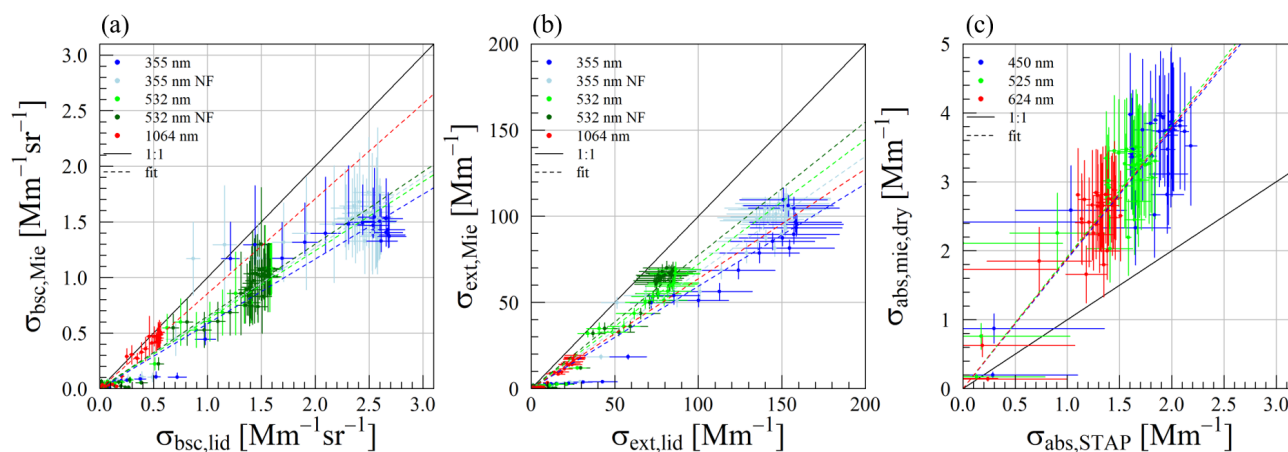 (a)
3.0
2.5
2.0
1.5
1.0
0.5
0.0
σbsc,Mie [Mm⁻¹sr⁻¹]
355 nm
355 nm NF
532 nm
532 nm NF
1064 nm
1:1
fit
0.0 0.5 1.0 1.5 2.0 2.5 3.0
σbsc,lid [Mm⁻¹sr⁻¹]
(b)
200
150
100
50
0
σext,Mie [Mm⁻¹]
355 nm
355 nm NF
532 nm
532 nm NF
1064 nm
1:1
fit
0 50 100 150 200
σext,lid [Mm⁻¹]
(c)
5
4
3
2
1
0
σabs,mie,dry [Mm⁻¹]
450 nm
525 nm
624 nm
1:1
fit
0.0 0.5 1.0 1.5 2.0 2.5 3.0
σabs,STAP [Mm⁻¹]